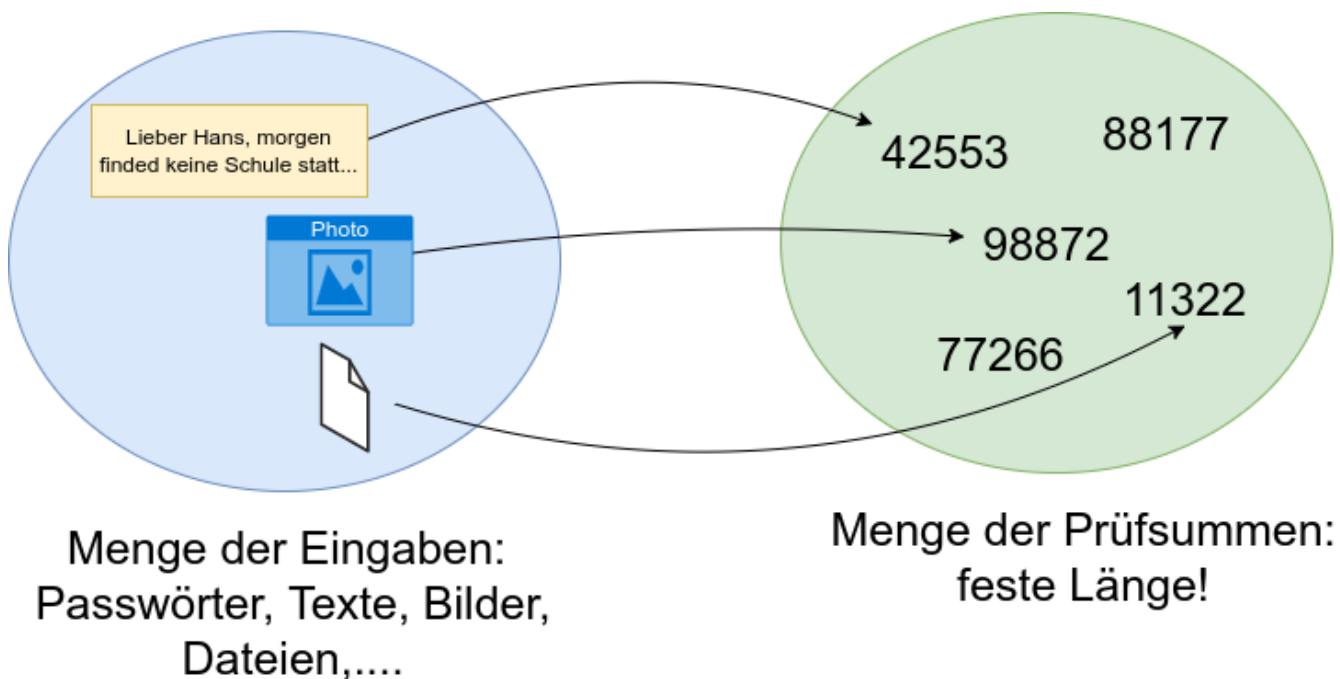 Lieber Hans, morgen
finded keine Schule statt...
Photo
42553
88177
98872
11322
77266
Menge der Eingaben:
Passwörter, Texte, Bilder,
Dateien,....
Menge der Prüfsummen:
feste Länge!